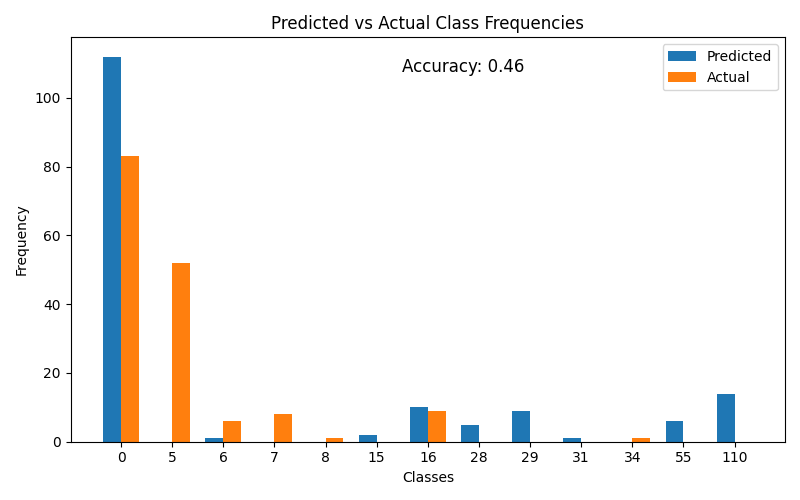 Predicted vs Actual Class Frequencies
Accuracy: 0.46
Predicted
Actual
Frequency
100
80
60
40
20
0
0 5 6 7 8 15 16 28 29 31 34 55 110
Classes